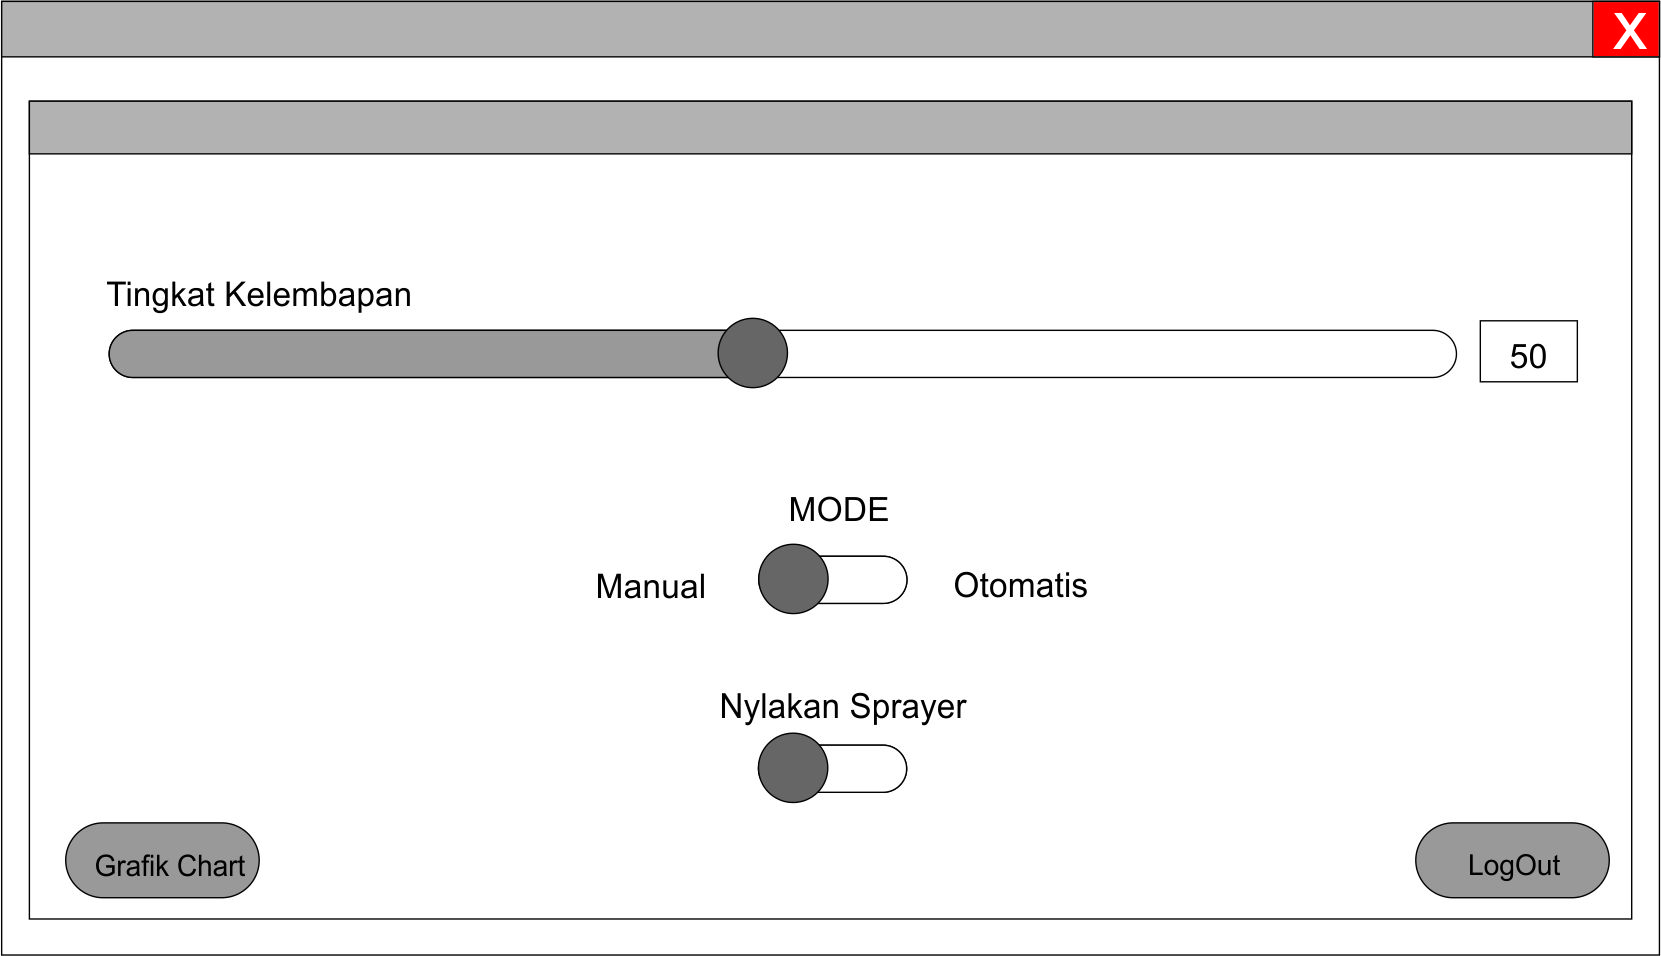 X
Tingkat Kelembapan
50
MODE
Manual
Otomatis
Nylakan Sprayer
Grafik Chart
LogOut